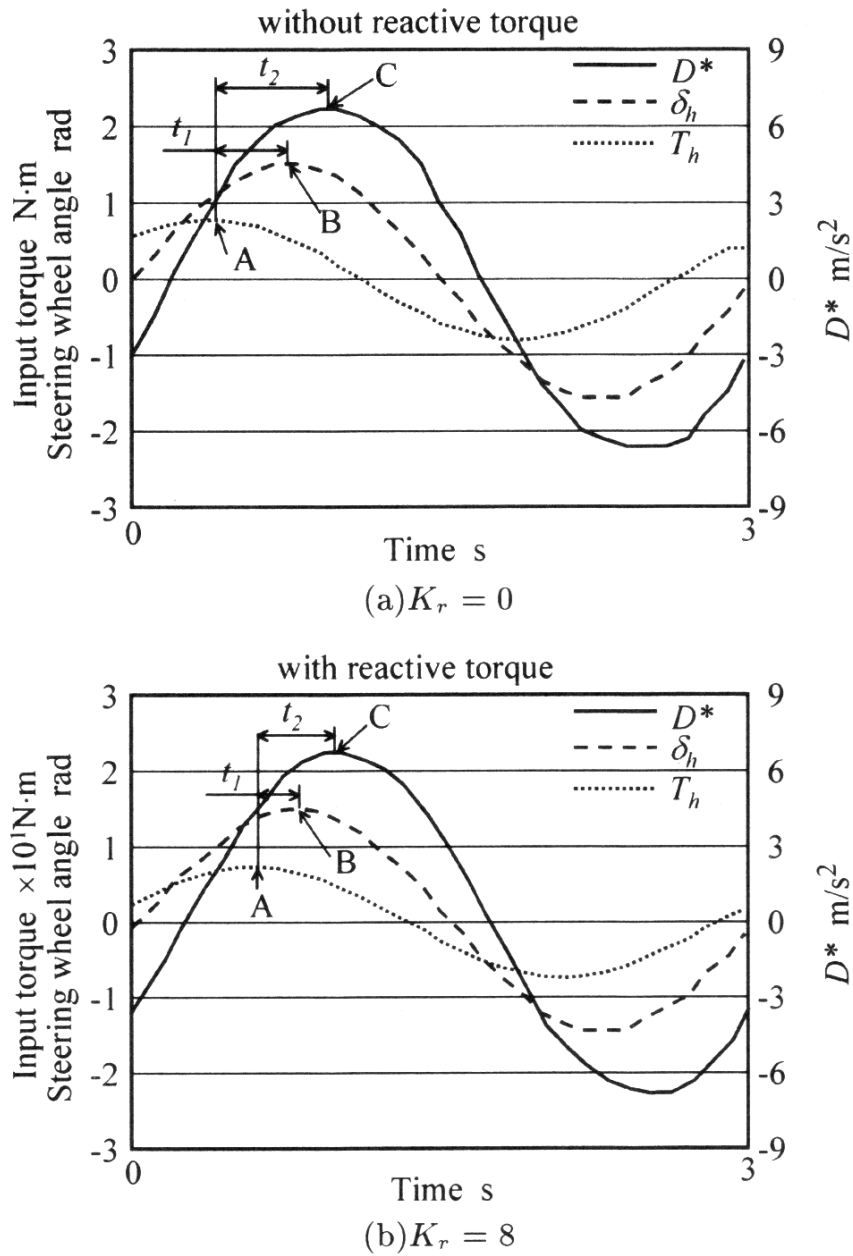 without reactive torque
3
2
1
0
-1
-2
-3
Input torque N·m
Steering wheel angle rad
9
6
3
0
-3
-6
-9
D* m/s²
t₂
C
t₁
B
A
D*
δₕ
Tₕ
0
3
Time s
(a)Kᵣ = 0
with reactive torque
3
2
1
0
-1
-2
-3
Input torque ×10¹N·m
Steering wheel angle rad
9
6
3
0
-3
-6
-9
D* m/s²
t₂
C
t₁
B
A
D*
δₕ
Tₕ
0
3
Time s
(b)Kᵣ = 8